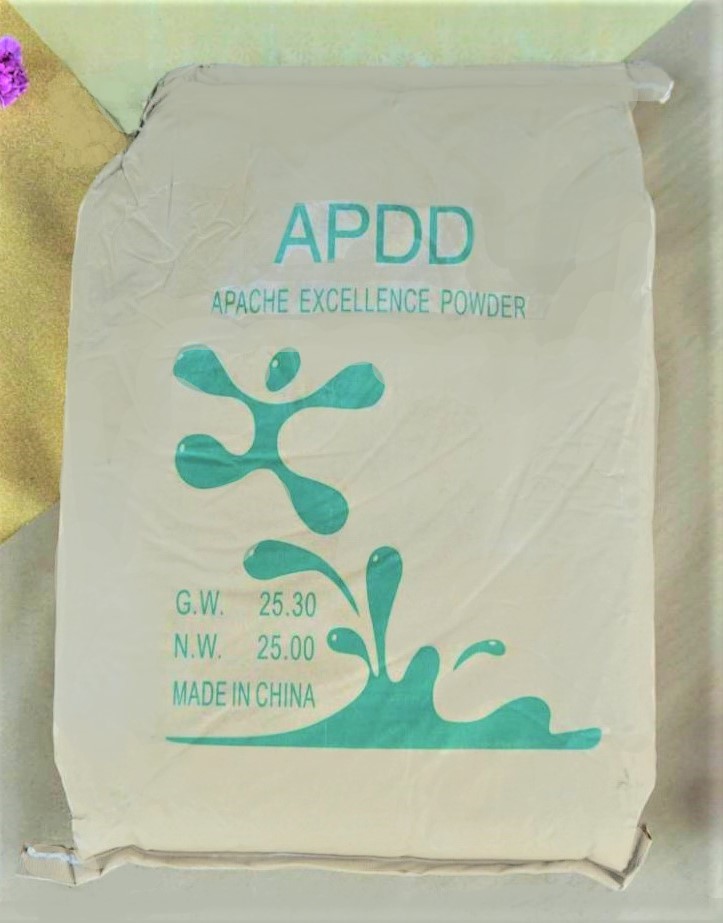 APDD
APACHE EXCELLENCE POWDER
G.W. 25.30
N.W. 25.00
MADE IN CHINA